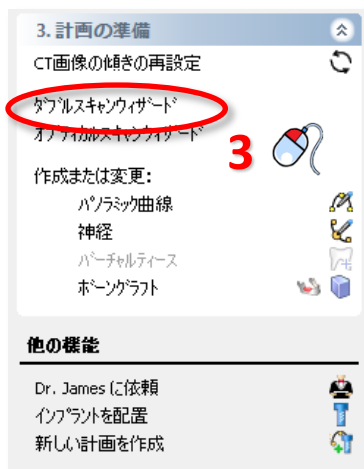 3. 計画の準備
CT画像の傾きの再設定
ダブルスキャンウィザード
オプティカルスキャンウィザード
3
作成または変更:
パノラミック曲線
神経
バーチャルティース
ボーングラフト
他の機能
Dr. James に依頼
インプラントを配置
新しい計画を作成